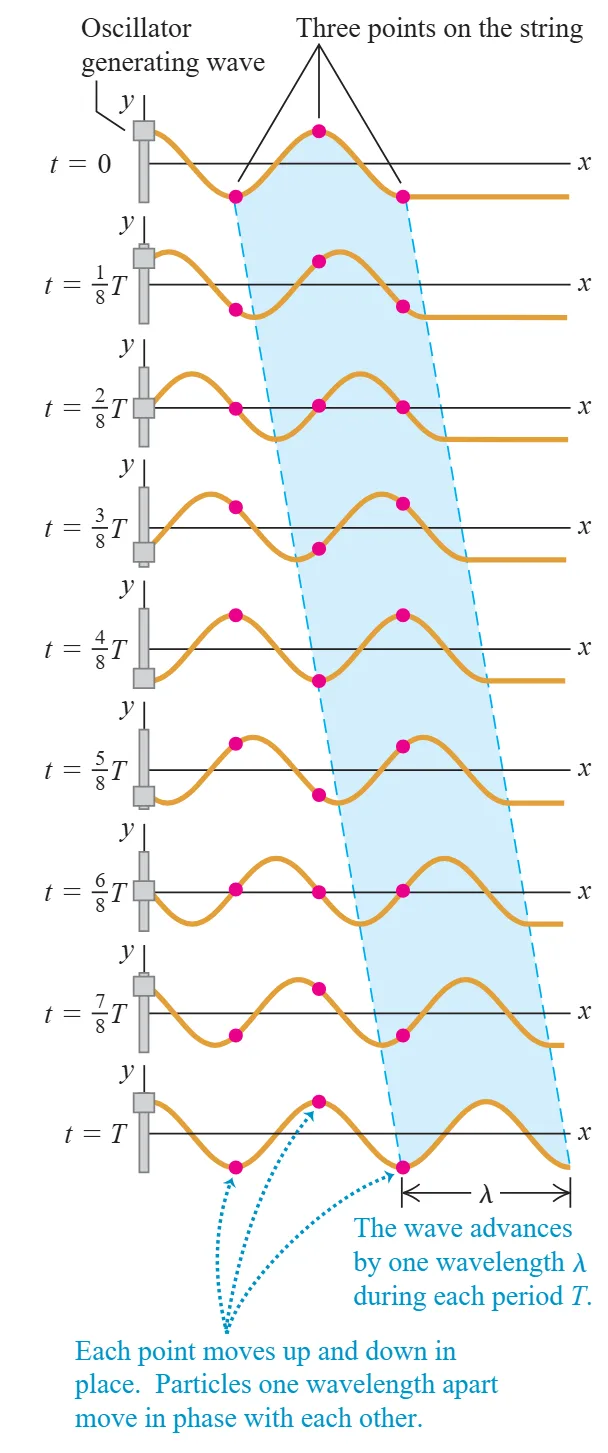 Oscillator
generating wave
Three points on the string
y
t = 0
x
y
t = 1/8 T
x
y
t = 2/8 T
x
y
t = 3/8 T
x
y
t = 4/8 T
x
y
t = 5/8 T
x
y
t = 6/8 T
x
y
t = 7/8 T
x
y
t = T
x
λ
The wave advances
by one wavelength λ
during each period T.
Each point moves up and down in
place. Particles one wavelength apart
move in phase with each other.